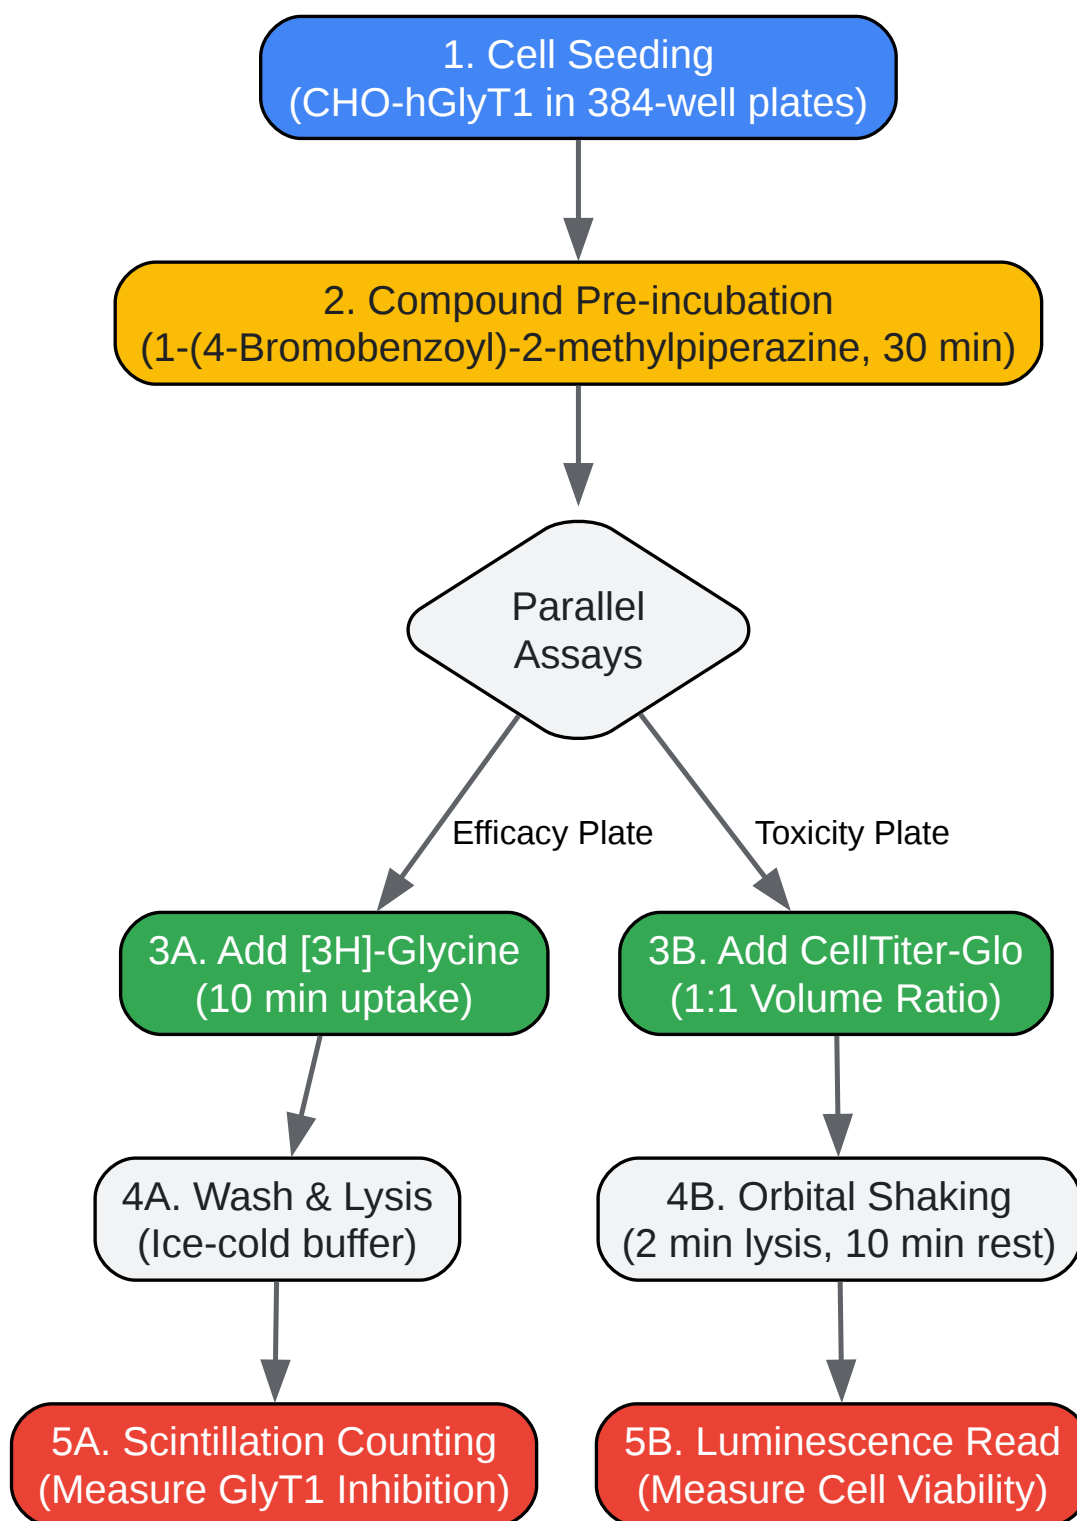 1. Cell Seeding
(CHO-hGlyT1 in 384-well plates)
2. Compound Pre-incubation
(1-(4-Bromobenzoyl)-2-methylpiperazine, 30 min)
Parallel
Assays
Efficacy Plate
Toxicity Plate
3A. Add [3H]-Glycine
(10 min uptake)
3B. Add CellTiter-Glo
(1:1 Volume Ratio)
4A. Wash & Lysis
(Ice-cold buffer)
4B. Orbital Shaking
(2 min lysis, 10 min rest)
5A. Scintillation Counting
(Measure GlyT1 Inhibition)
5B. Luminescence Read
(Measure Cell Viability)